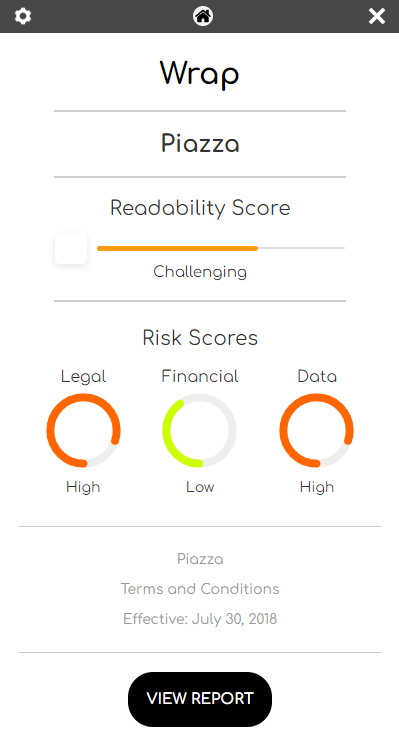 Wrap
Piazza
Readability Score
Challenging
Risk Scores
Legal Financial Data
High Low High
Piazza
Terms and Conditions
Effective: July 30, 2018
VIEW REPORT